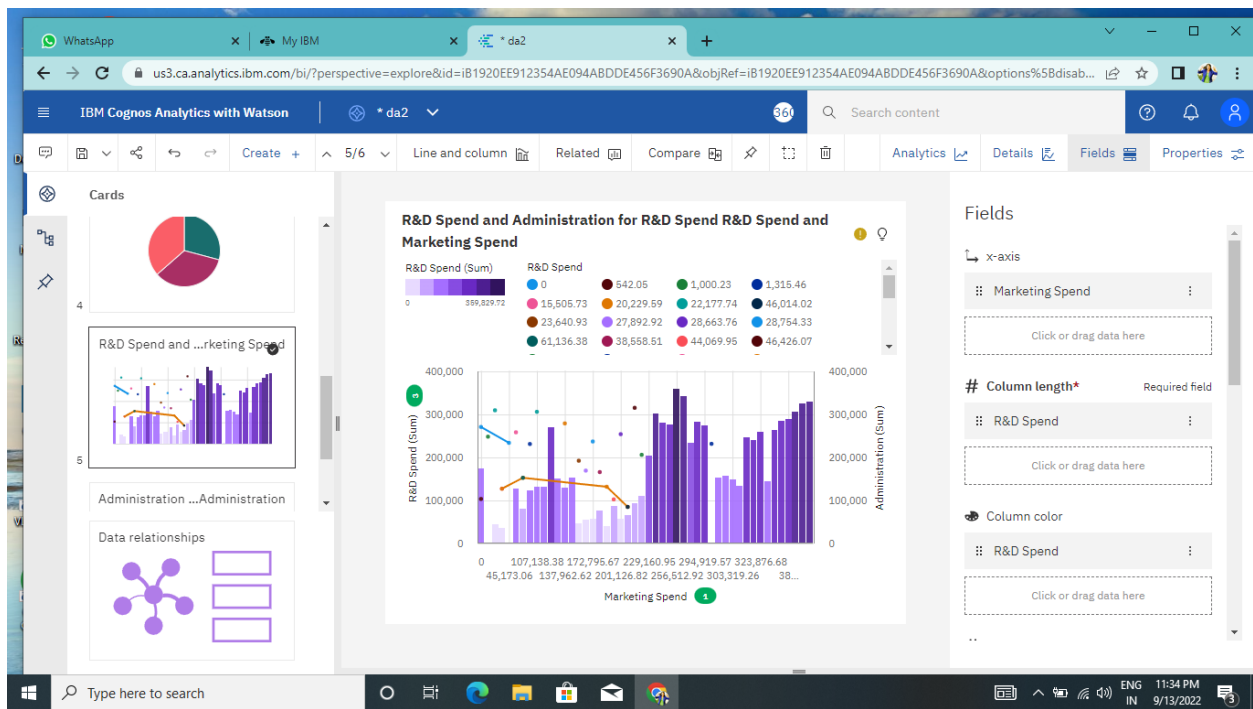 WhatsApp
My IBM
* da2
us3.ca.analytics.ibm.com/bi/?perspective=explore&id=iB1920EE912354AE094ABDDE456F3690A&objRef=iB1920EE912354AE094ABDDE456F3690A&options%5Bdisab...
IBM Cognos Analytics with Watson
* da2
Search content
Create + 5/6 Line and column Related Compare Analytics Details Fields Properties
Cards
4
R&D Spend and ...rketing Spend
5
Administration ...Administration
Data relationships
R&D Spend and Administration for R&D Spend R&D Spend and
Marketing Spend
R&D Spend (Sum)
0 359,829.72
R&D Spend
0 542.05 1,000.23 1,315.46
15,505.73 20,229.59 22,177.74 46,014.02
23,640.93 27,892.92 28,663.76 28,754.33
61,136.38 38,558.51 44,069.95 46,426.07
400,000 400,000
300,000 300,000
200,000 200,000
100,000 100,000
0 0
R&D Spend (Sum)
3
Administration (Sum)
0 107,138.38 172,795.67 229,160.95 294,919.57 323,876.68
45,173.06 137,962.62 201,126.82 256,512.92 303,319.26 38...
Marketing Spend 1
Fields
x-axis
Marketing Spend
Click or drag data here
# Column length* Required field
R&D Spend
Click or drag data here
Column color
R&D Spend
Click or drag data here
Type here to search
ENG
IN
11:34 PM
9/13/2022
3